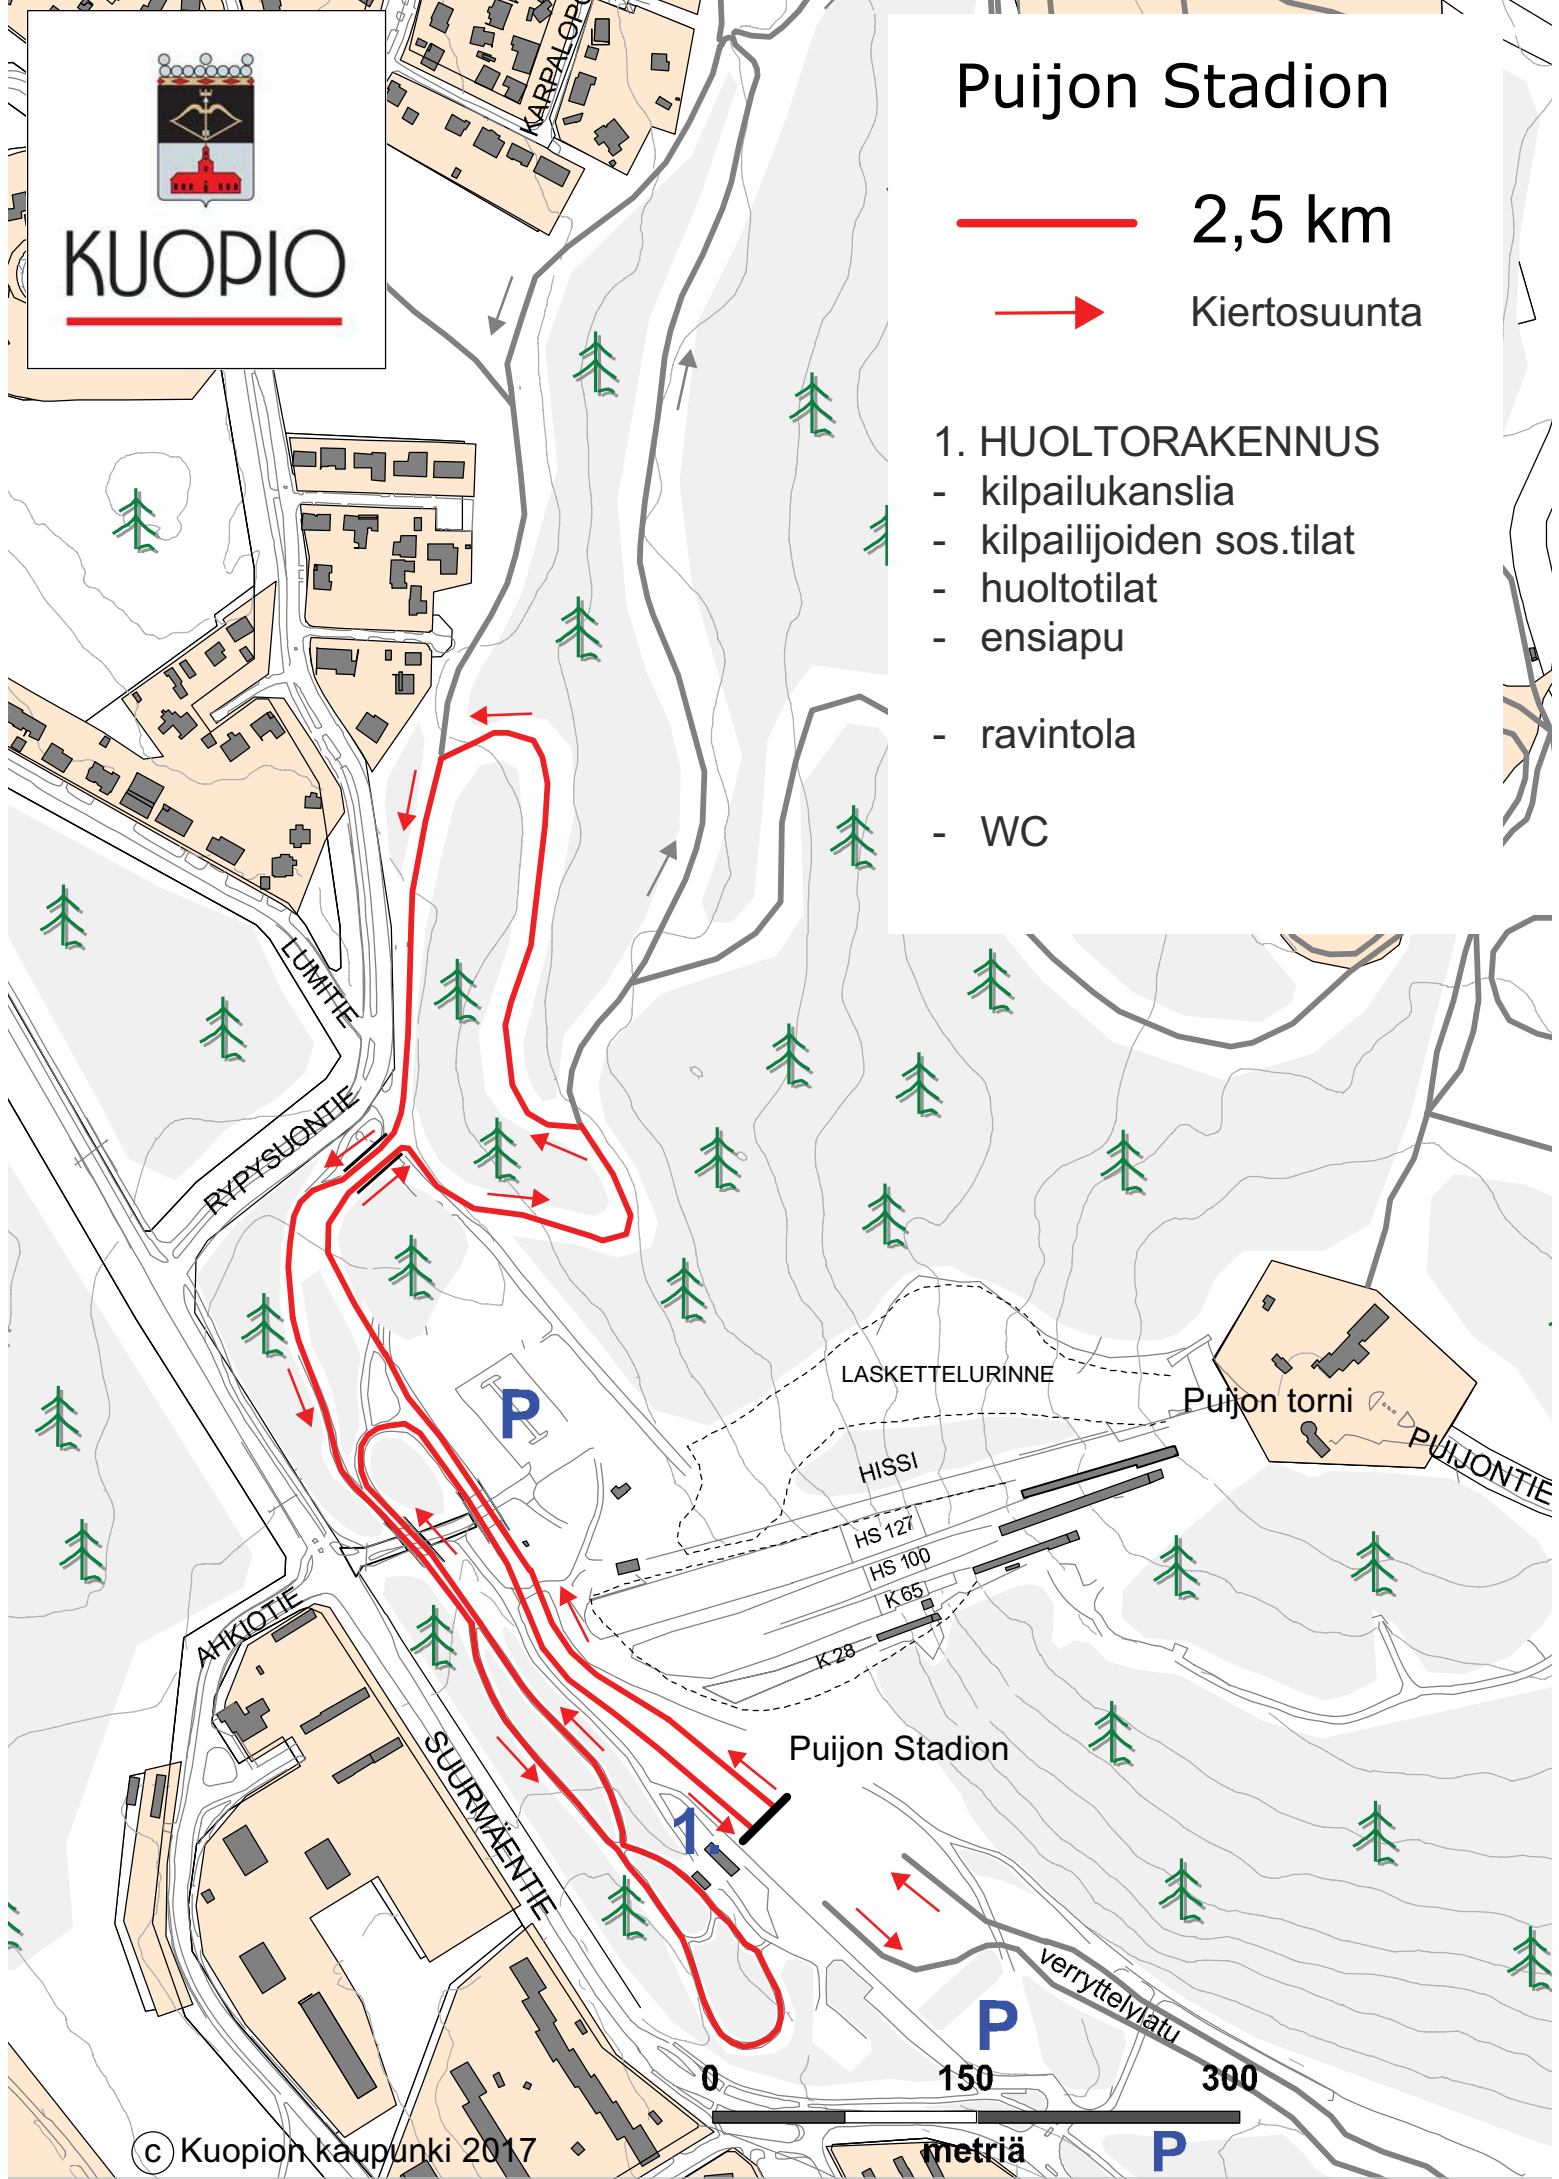 KARPALOPO
KUOPIO
Puijon Stadion
2,5 km
Kiertosuunta
1. HUOLTORAKENNUS
- kilpailukanslia
- kilpailijoiden sos.tilat
- huoltotilat
- ensiapu
- ravintola
- WC
LUMITIE
RYPYSUONTIE
LASKETTELURINNE
Puijon torni
P
PUIJONTIE
HISSI
HS 127
HS 100
K 65
AHKIOTIE
K 28
SUURMÄENTIE
Puijon Stadion
1.
verryttelylatu
P
0 150 300
metriä
P
c Kuopion kaupunki 2017